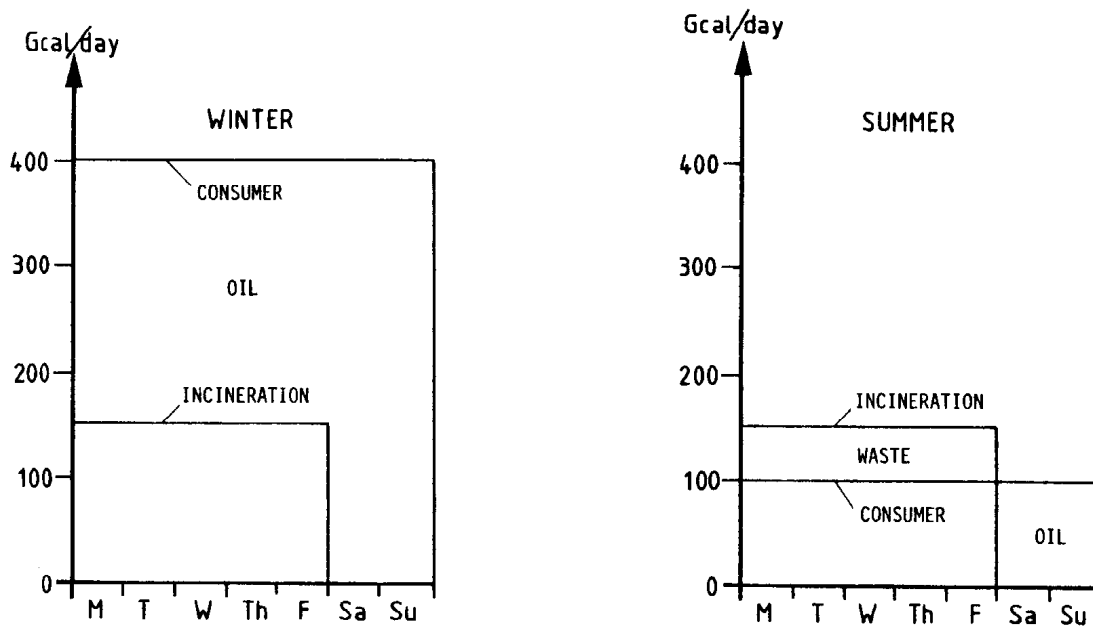 Gcal/day
WINTER
400
CONSUMER
300
OIL
200
INCINERATION
100
0
M T W Th F Sa Su
Gcal/day
SUMMER
400
300
200
INCINERATION
WASTE
100
CONSUMER
OIL
0
M T W Th F Sa Su